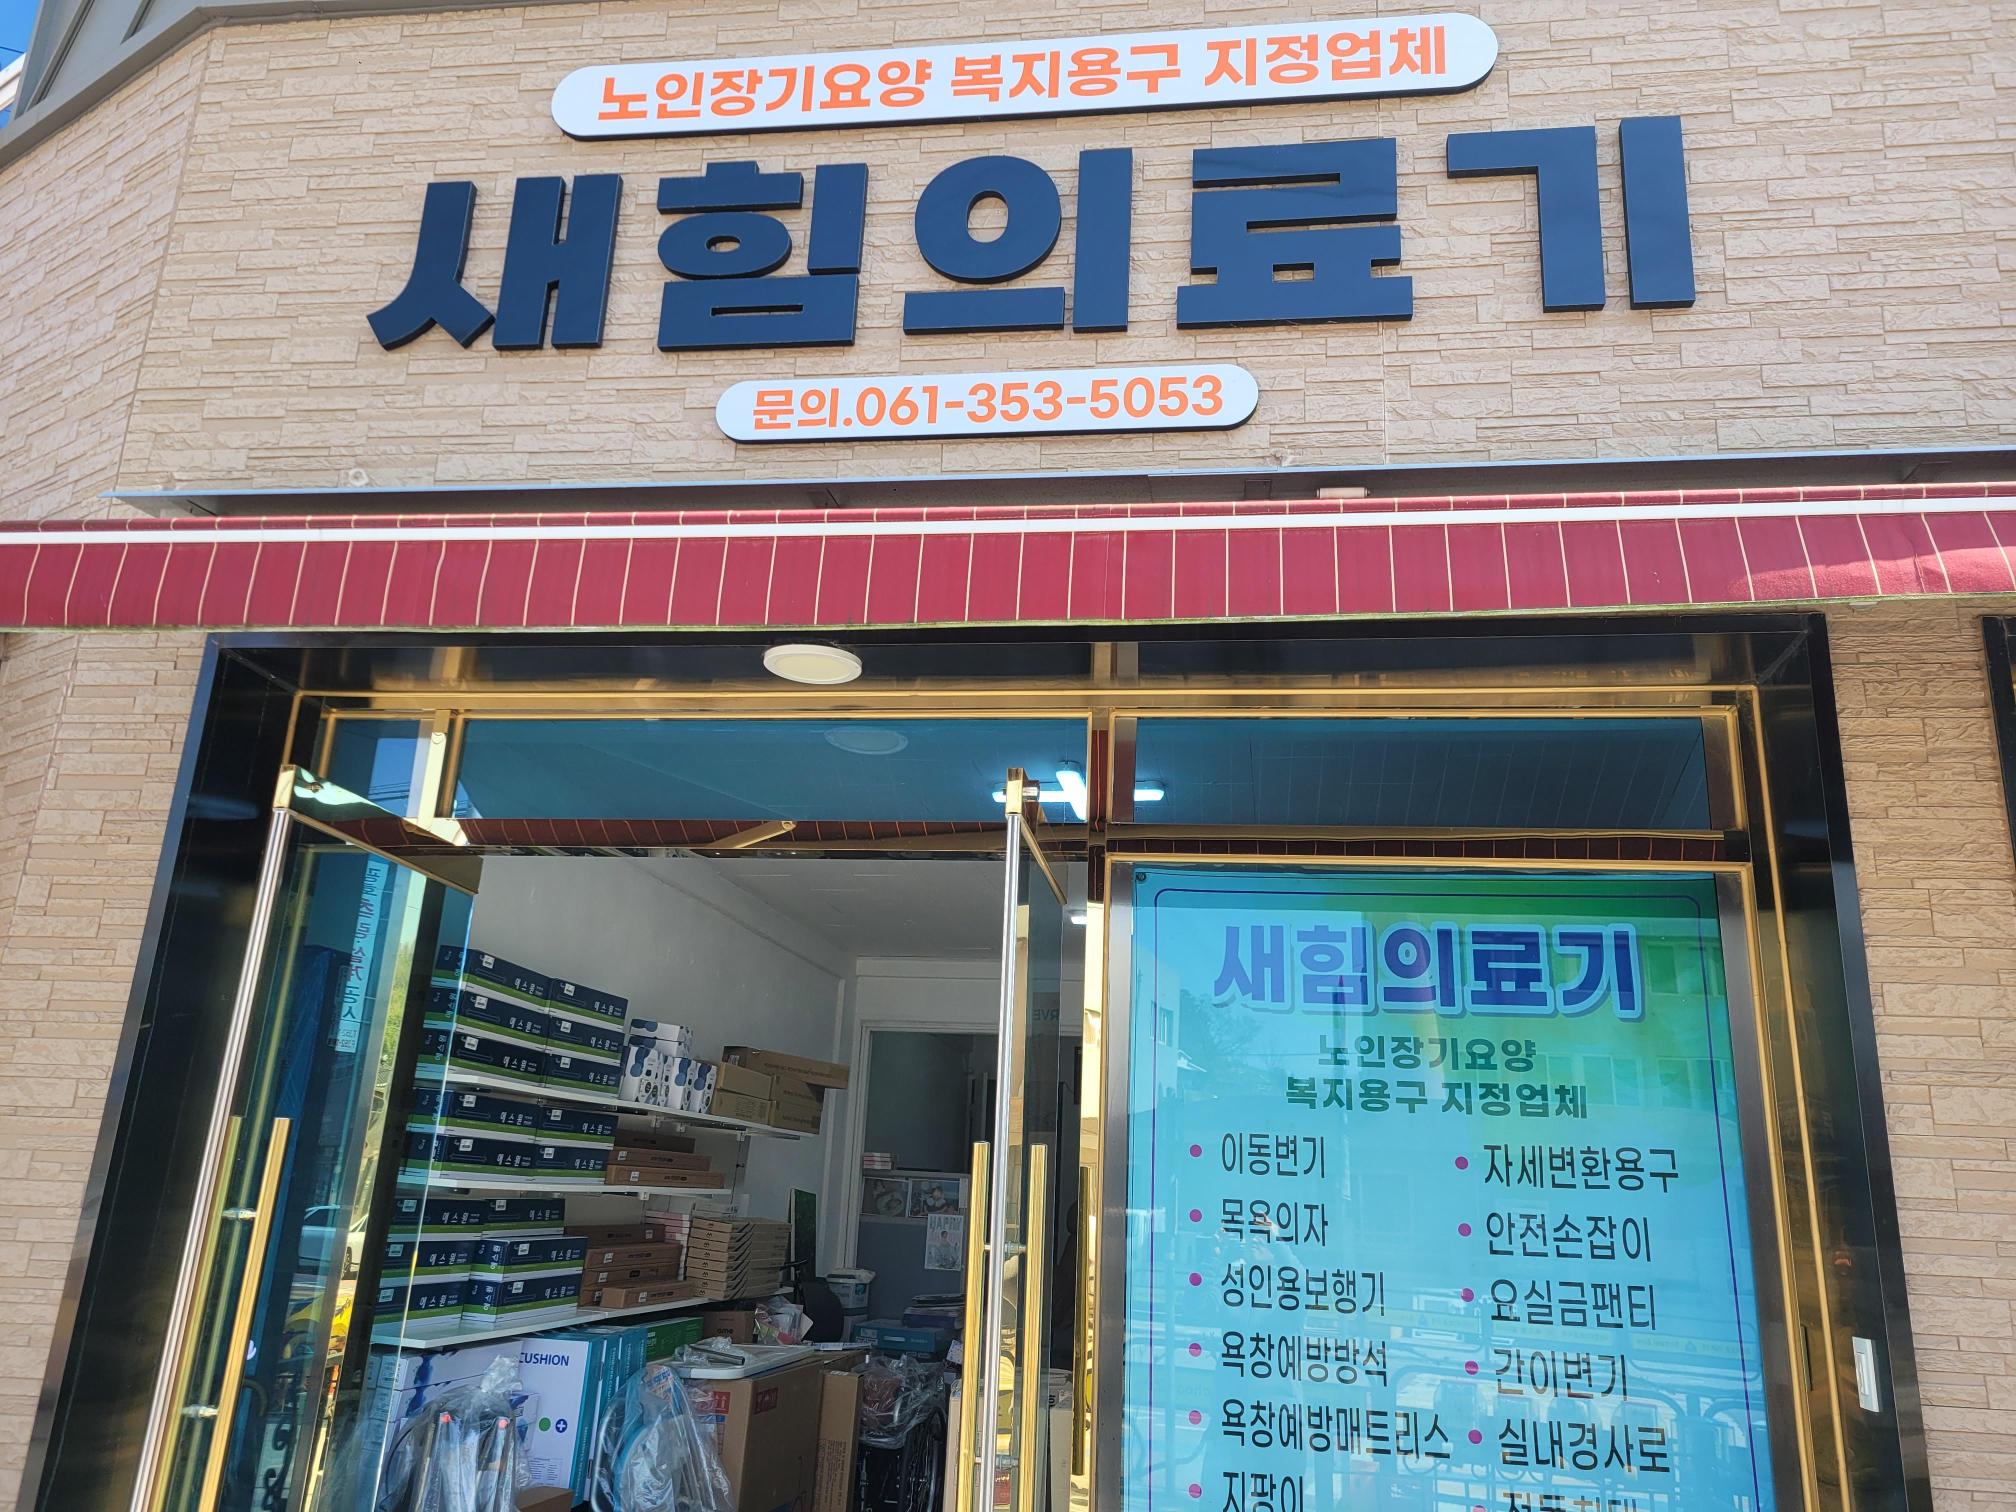 노인장기요양 복지용구 지정업체
새힘의료기
문의.061-353-5053
새힘의료기
노인장기요양
복지용구 지정업체
• 이동변기
• 자세변환용구
• 목욕의자
• 안전손잡이
• 성인용보행기
• 요실금팬티
• 욕창예방방석
• 간이변기
• 욕창예방매트리스
• 실내경사로
• 지팡이
CUSHION